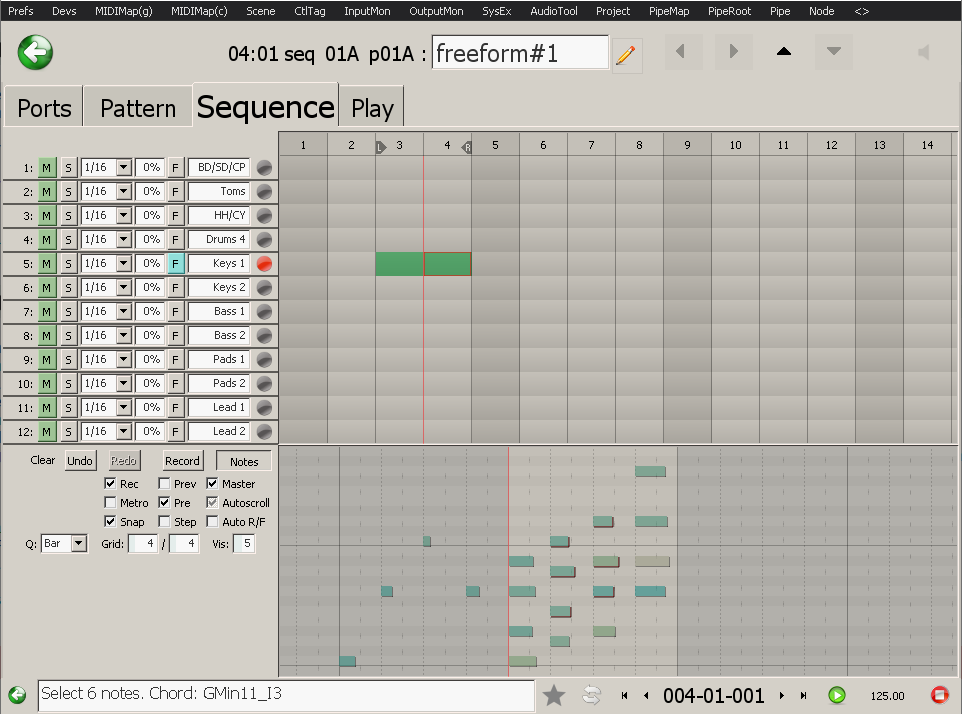 Prefs Devs MIDIMap(g) MIDIMap(c) Scene CtlTag InputMon OutputMon SysEx AudioTool Project PipeMap PipeRoot Pipe Node <>
04:01 seq 01A p01A : freeform#1
Ports Pattern Sequence Play
1 2 L 3 4 R 5 6 7 8 9 10 11 12 13 14
1: M S 1/16 0% F BD/SD/CP
2: M S 1/16 0% F Toms
3: M S 1/16 0% F HH/CY
4: M S 1/16 0% F Drums 4
5: M S 1/16 0% F Keys 1
6: M S 1/16 0% F Keys 2
7: M S 1/16 0% F Bass 1
8: M S 1/16 0% F Bass 2
9: M S 1/16 0% F Pads 1
10: M S 1/16 0% F Pads 2
11: M S 1/16 0% F Lead 1
12: M S 1/16 0% F Lead 2
Clear Undo Redo Record Notes
Rec Prev Master
Metro Pre Autoscroll
Snap Step Auto R/F
Q: Bar Grid: 4 / 4 Vis: 5
Select 6 notes. Chord: GMin11_I3 004-01-001 125.00